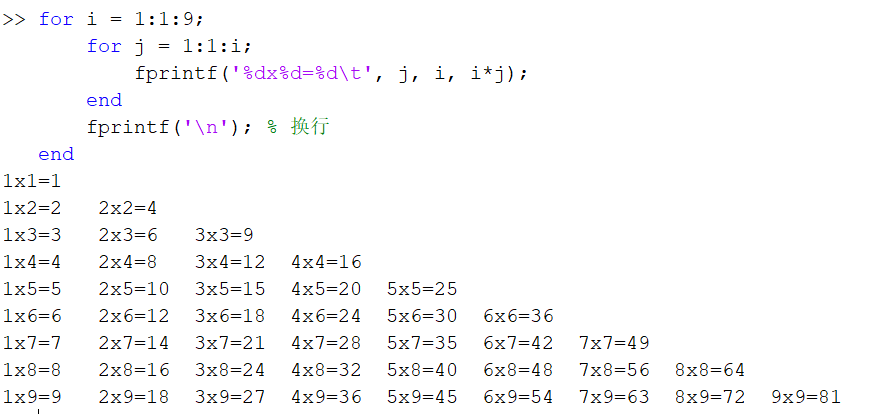 >> for i = 1:1:9;
for j = 1:1:i;
fprintf('%dx%d=%d\t', j, i, i*j);
end
fprintf('\n'); % 换行
end
1x1=1
1x2=2 2x2=4
1x3=3 2x3=6 3x3=9
1x4=4 2x4=8 3x4=12 4x4=16
1x5=5 2x5=10 3x5=15 4x5=20 5x5=25
1x6=6 2x6=12 3x6=18 4x6=24 5x6=30 6x6=36
1x7=7 2x7=14 3x7=21 4x7=28 5x7=35 6x7=42 7x7=49
1x8=8 2x8=16 3x8=24 4x8=32 5x8=40 6x8=48 7x8=56 8x8=64
1x9=9 2x9=18 3x9=27 4x9=36 5x9=45 6x9=54 7x9=63 8x9=72 9x9=81